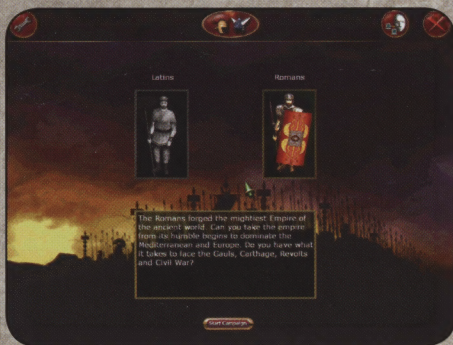 Latins
Romans
The Romans forged the mightiest Empire of
the ancient world. Can you take the empire
from its humble begins to dominate the
Mediterranean and Europe. Do you have what
it takes to face the Gauls, Carthage, Revolts
and Civil War?
Start Campaign